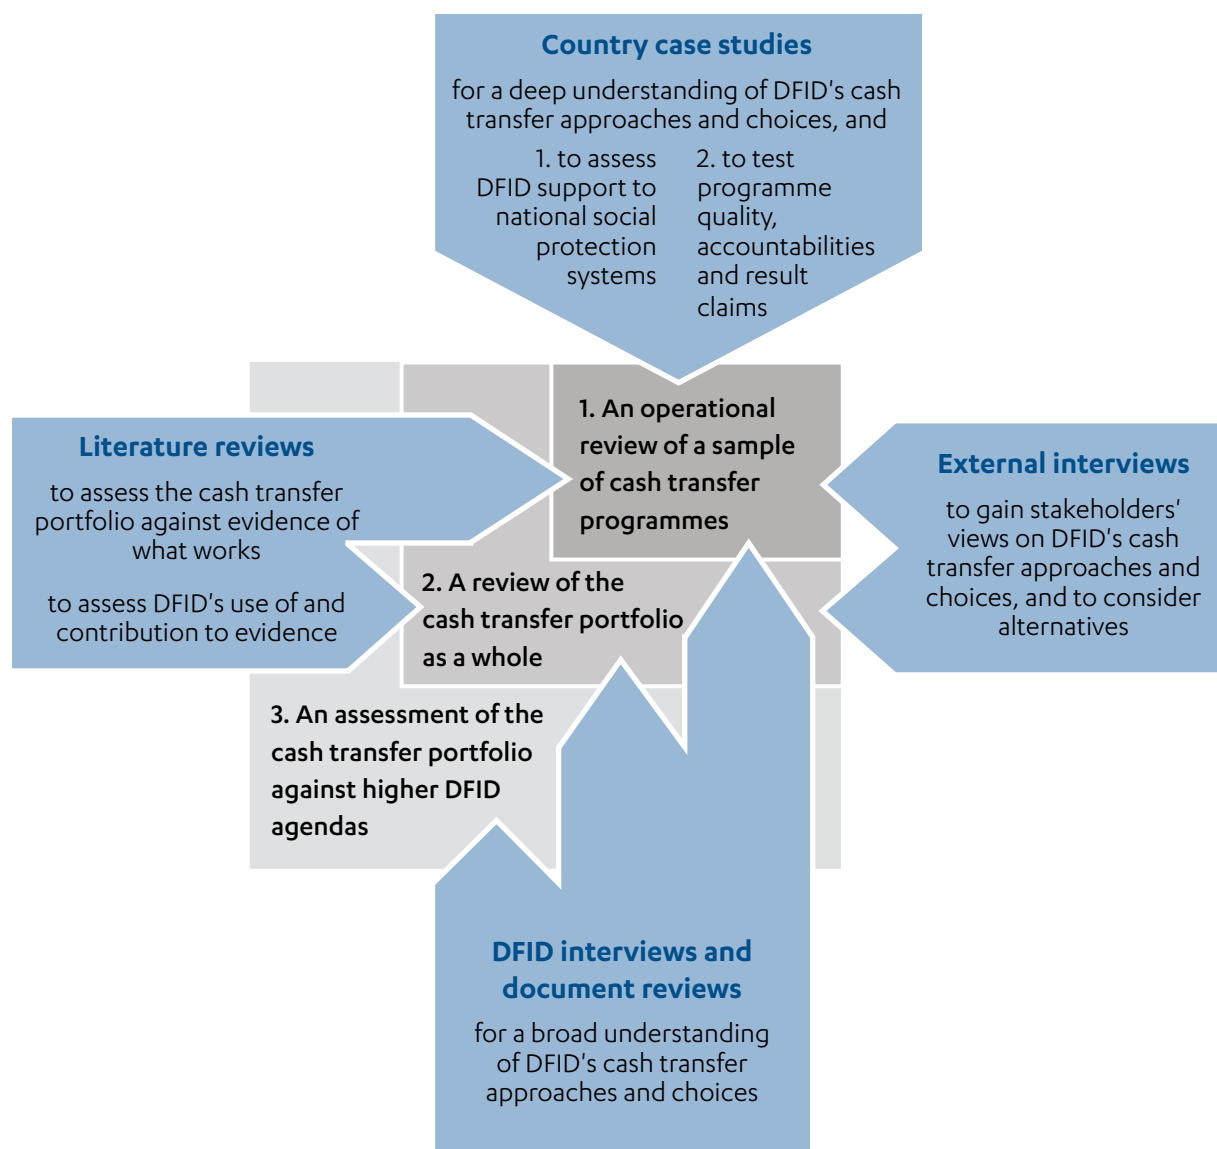 Country case studies
for a deep understanding of DFID's cash
transfer approaches and choices, and
1. to assess
DFID support to
national social
protection
systems
2. to test
programme
quality,
accountabilities
and result
claims
1. An operational
review of a sample
of cash transfer
programmes
Literature reviews
to assess the cash transfer
portfolio against evidence of
what works
to assess DFID's use of and
contribution to evidence
External interviews
to gain stakeholders'
views on DFID's cash
transfer approaches and
choices, and to consider
alternatives
2. A review of the
cash transfer portfolio
as a whole
3. An assessment of the
cash transfer portfolio
against higher DFID
agendas
DFID interviews and
document reviews
for a broad understanding
of DFID's cash transfer
approaches and choices